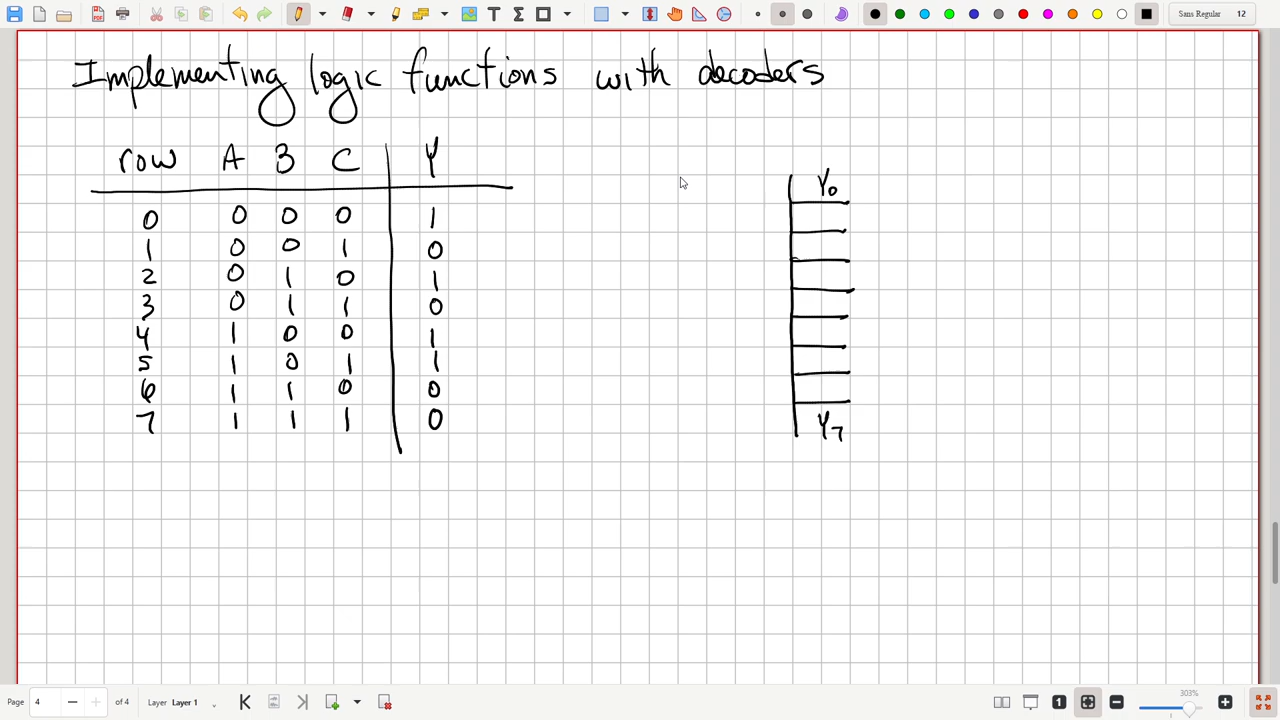 Sans Regular 12
Implementing logic functions with decoders
row A B C Y
0 0 0 0 1
1 0 0 1 0
2 0 1 0 1
3 0 1 1 0
4 1 0 0 1
5 1 0 1 1
6 1 1 0 0
7 1 1 1 0
Y0
Y7
Page 4 of 4 Layer Layer 1 303%